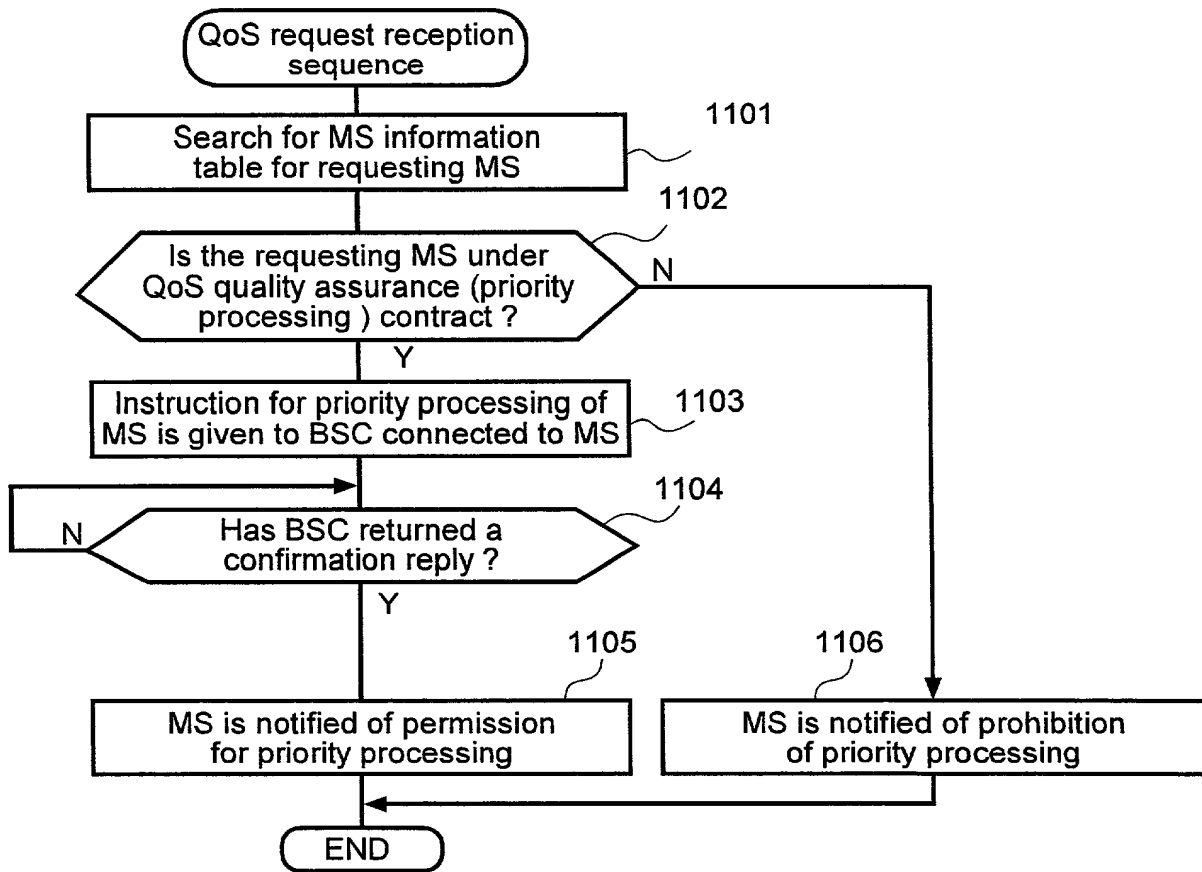 QoS request reception
sequence
1101
Search for MS information
table for requesting MS
1102
Is the requesting MS under
QoS quality assurance (priority
processing ) contract ?
N
Y
Instruction for priority processing of
MS is given to BSC connected to MS
1103
1104
Has BSC returned a
confirmation reply ?
N
Y
1105
MS is notified of permission
for priority processing
1106
MS is notified of prohibition
of priority processing
END